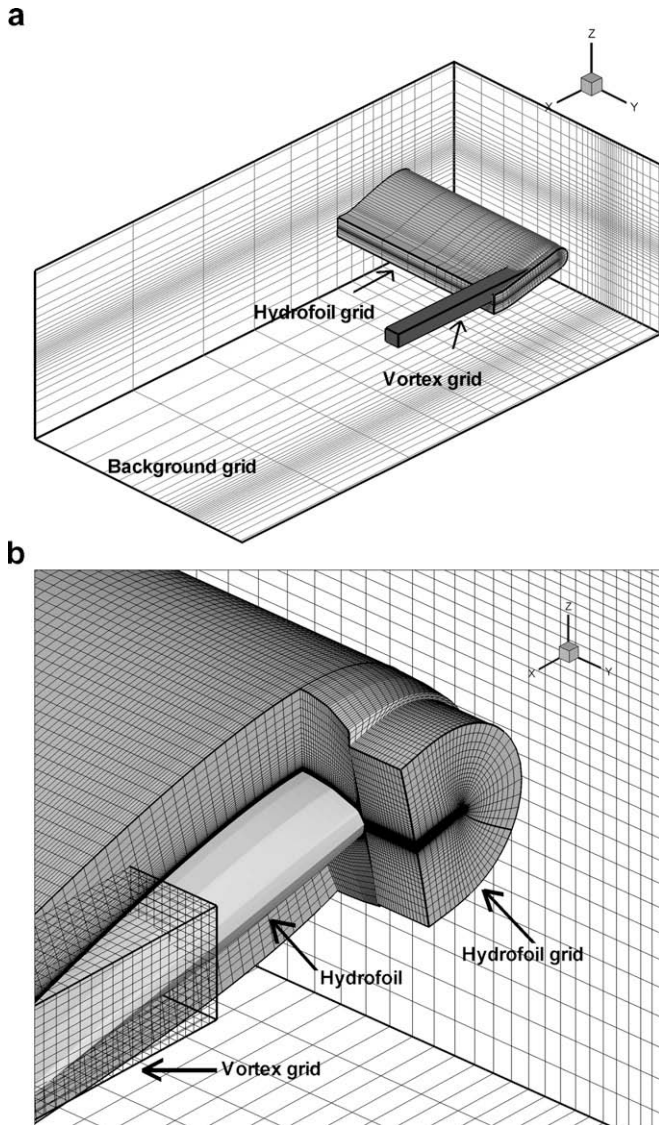 a
Z
X
Y
Hydrofoil grid
Vortex grid
Background grid
b
Z
X
Y
Hydrofoil grid
Hydrofoil
Vortex grid